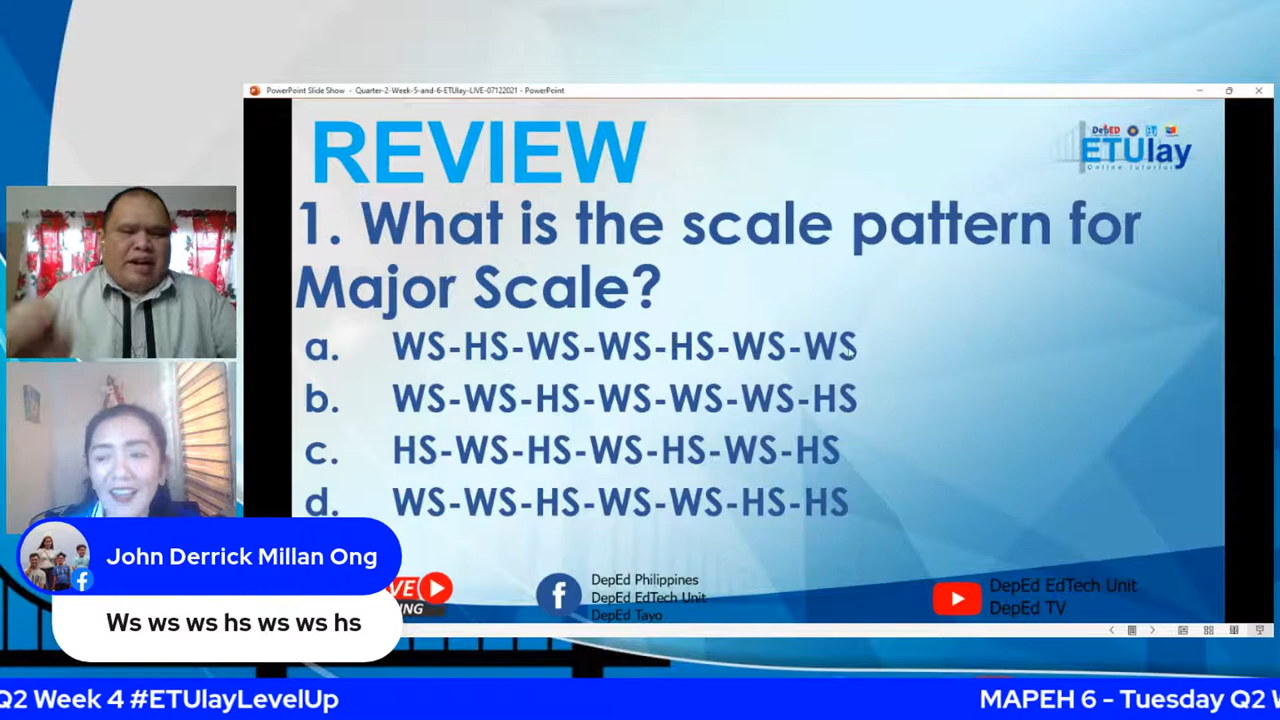 PowerPoint Slide Show - Quarter-2-Week-5-and-6-ETUlay-LIVE-07122021 - PowerPoint
REVIEW
DepED
ETUlay
Online Tutorial
1. What is the scale pattern for
Major Scale?
a. WS-HS-WS-WS-HS-WS-WS
b. WS-WS-HS-WS-WS-WS-HS
c. HS-WS-HS-WS-HS-WS-HS
d. WS-WS-HS-WS-WS-HS-HS
John Derrick Millan Ong
Ws ws ws hs ws ws hs
DepEd Philippines
DepEd EdTech Unit
DepEd Tayo
DepEd EdTech Unit
DepEd TV
Q2 Week 4 #ETUlayLevelUp
MAPEH 6 - Tuesday Q2 W